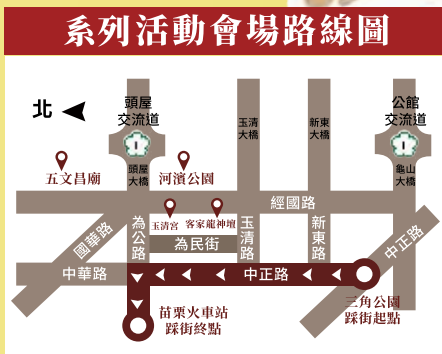 系列活動會場路線圖
北
頭屋
交流道
公館
交流道
玉清
大橋
新東
大橋
1
1
頭屋
大橋
龜山
大橋
五文昌廟
河濱公園
經國路
國華路
為公路
玉清宮
客家龍神壇
為民街
玉清路
新東路
中正路
中華路
中正路
三角公園
踩街起點
苗栗火車站
踩街終點